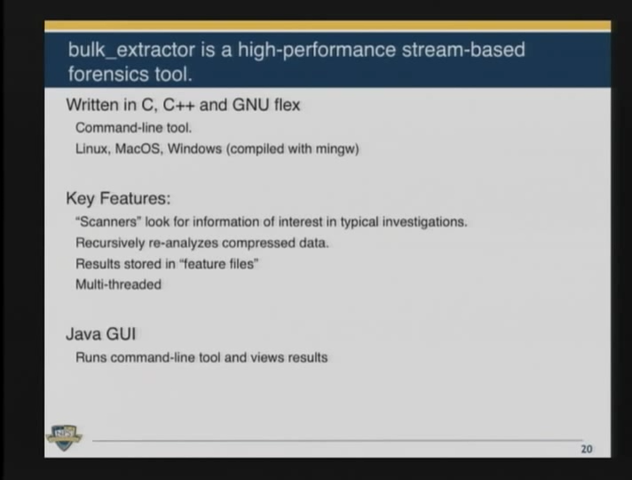 bulk_extractor is a high-performance stream-based
forensics tool.
Written in C, C++ and GNU flex
Command-line tool.
Linux, MacOS, Windows (compiled with mingw)
Key Features:
“Scanners” look for information of interest in typical investigations.
Recursively re-analyzes compressed data.
Results stored in “feature files”
Multi-threaded
Java GUI
Runs command-line tool and views results
20